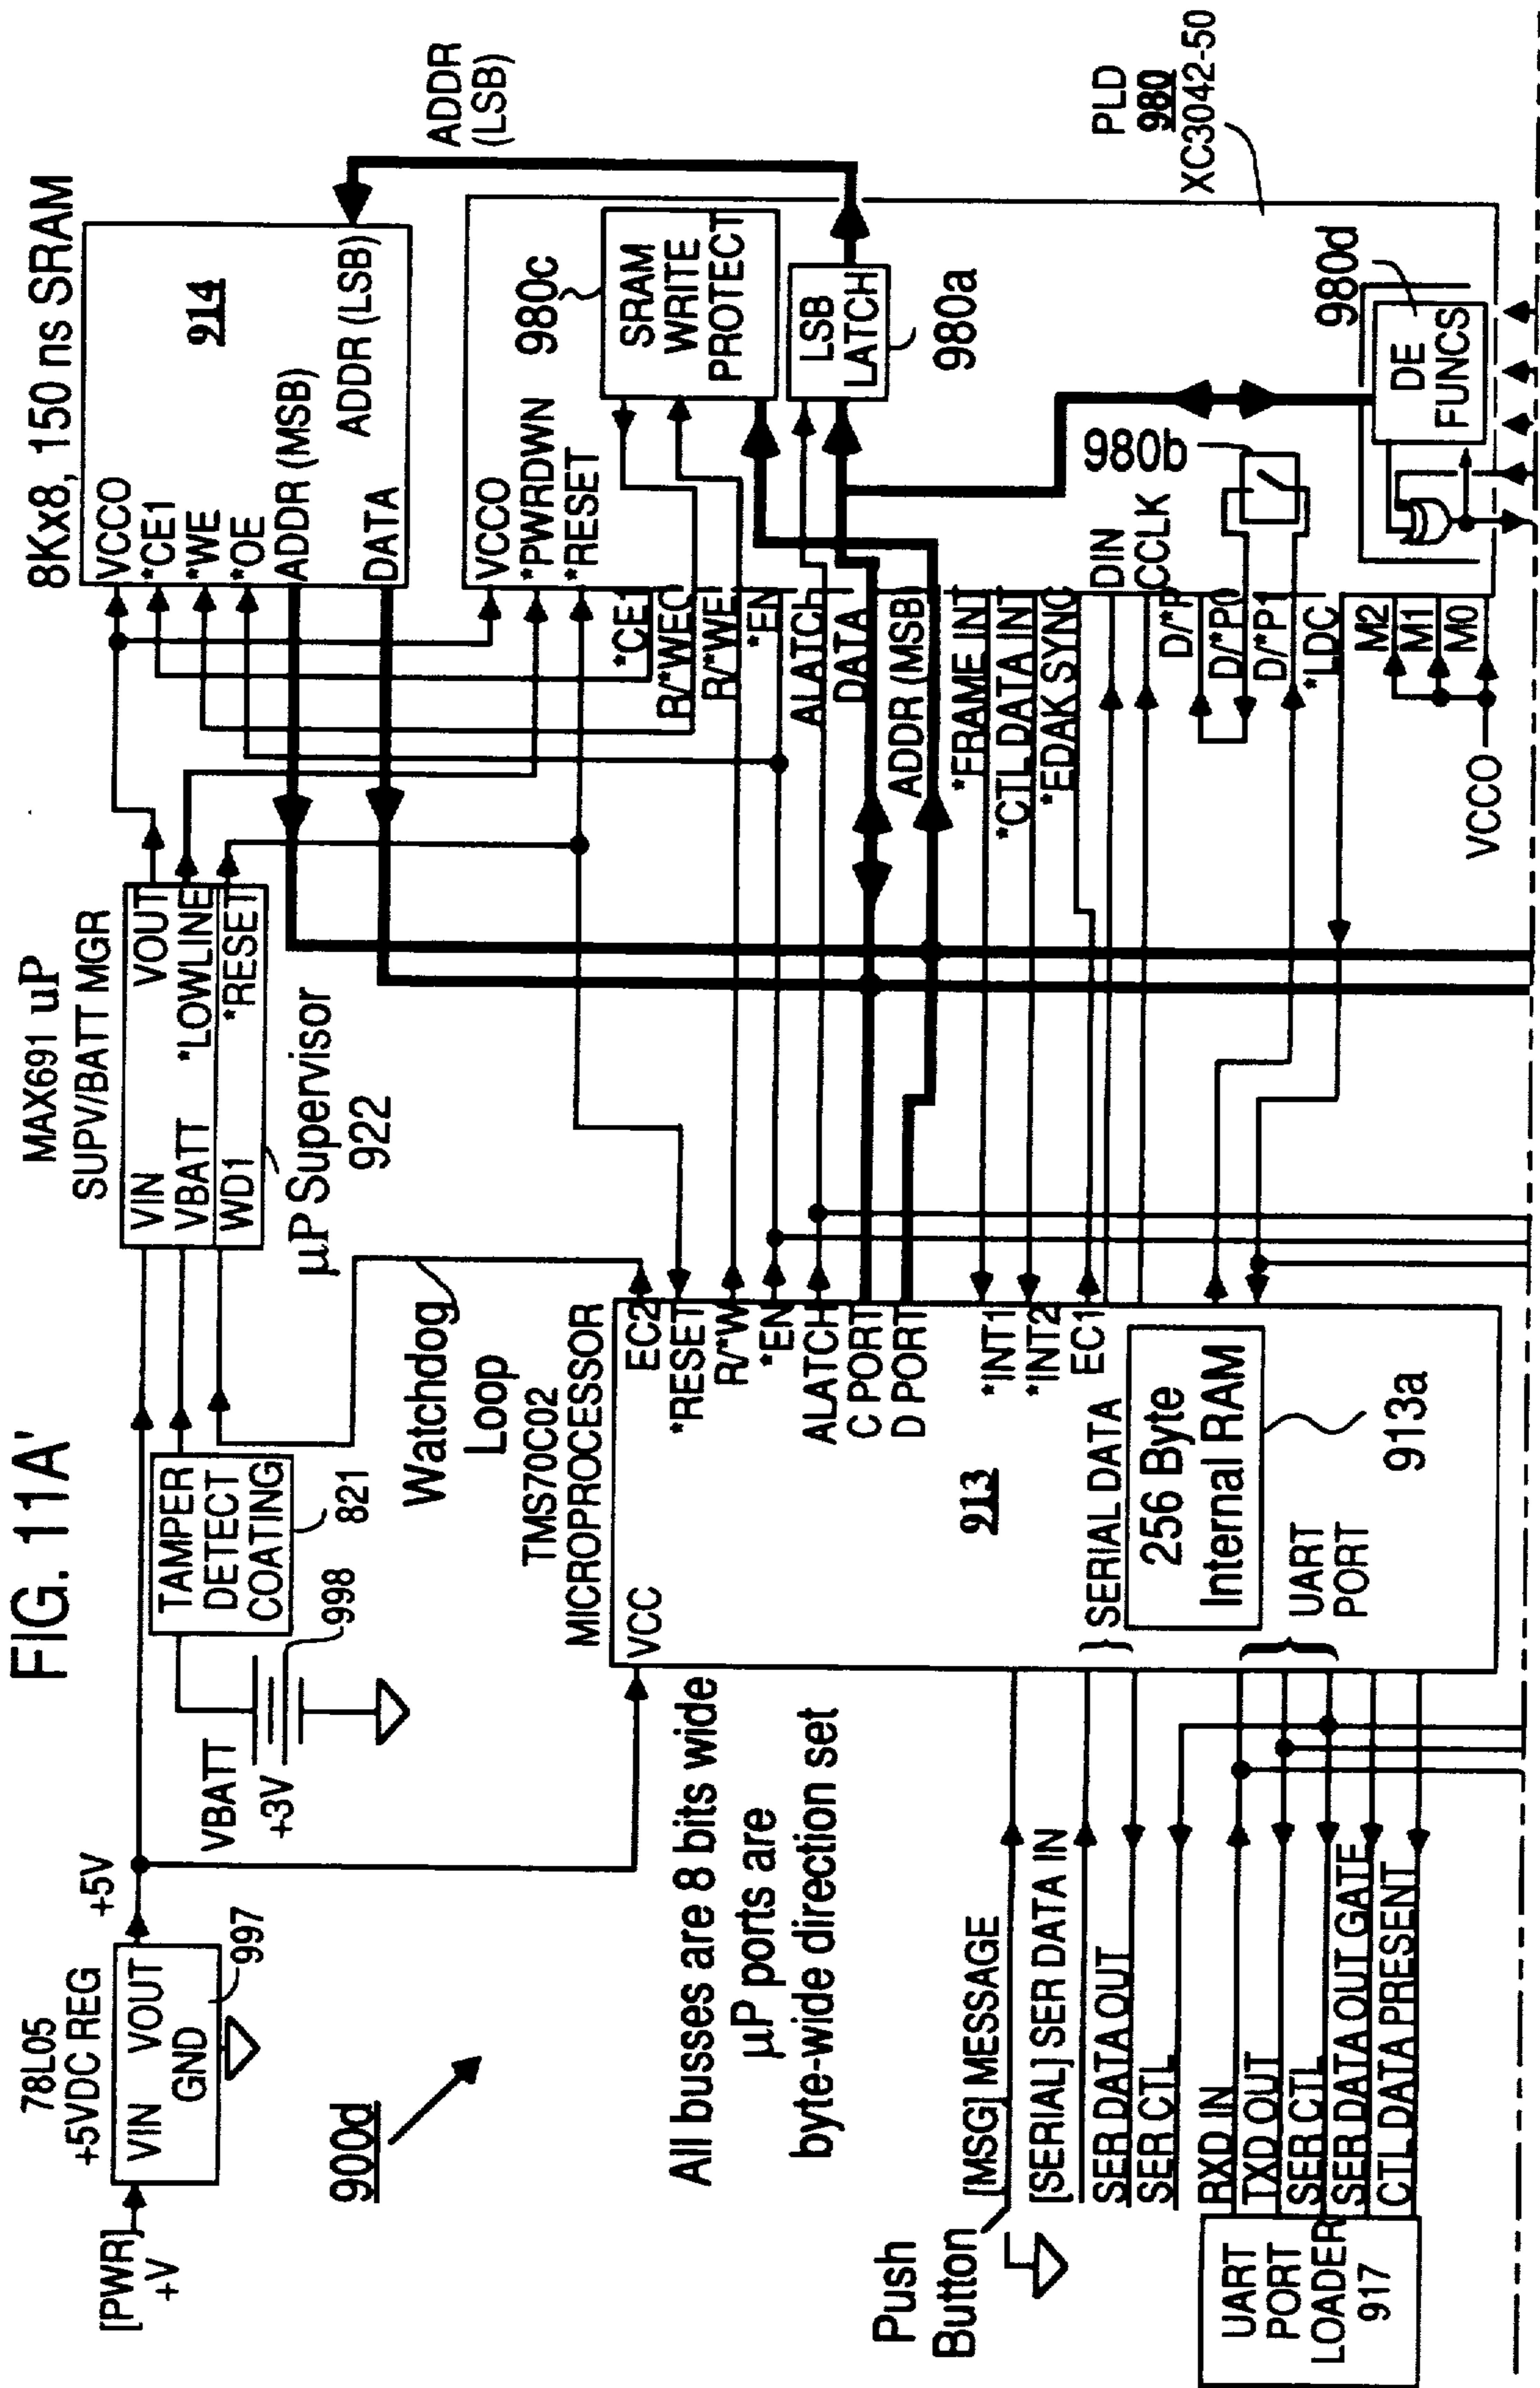 FIG. 11A'
78L05
+5VDC REG
[PWR]
+V
VIN VOUT
GND
997
+5V
VBATT
+3V
998
TAMPER
DETECT
COATING
821
MAX691 uP
SUPV/BATT MGR
VIN VOUT
VBATT *LOWLINE
WD1 *RESET
µP Supervisor
922
8Kx8, 150 ns SRAM
VCCO
*CE1
*WE
*OE
ADDR (MSB)
DATA
914
ADDR (LSB)
ADDR
(LSB)
900d
Watchdog
Loop
TMS70C02
MICROPROCESSOR
VCC
EC2
*RESET
R/*W
*EN
ALATCH
C PORT
D PORT
*INT1
*INT2
EC1
913
SERIAL DATA
256 Byte
Internal RAM
913a
UART
PORT
All busses are 8 bits wide
µP ports are
byte-wide direction set
Push
Button
[MSG] MESSAGE
[SERIAL] SER DATA IN
SER DATA OUT
SER CTL
RXD IN
TXD OUT
SER CTL
SER DATA OUT GATE
CTL DATA PRESENT
UART
PORT
LOADER
917
VCCO
*PWRDWN
*RESET
*CE1
R/*WEO
R/*WEI
*EN
ALATCH
DATA
ADDR (MSB)
*FRAME INT
*CTL DATA INT
*EDAK SYNC
DIN
CCLK
D/*P
D/*P0
D/*P1
*LDC
M2
M1
M0
VCCO
980c
SRAM
WRITE
PROTECT
LSB
LATCH
980a
980b
980d
DE
FUNCS
PLD
980
XC3042-50